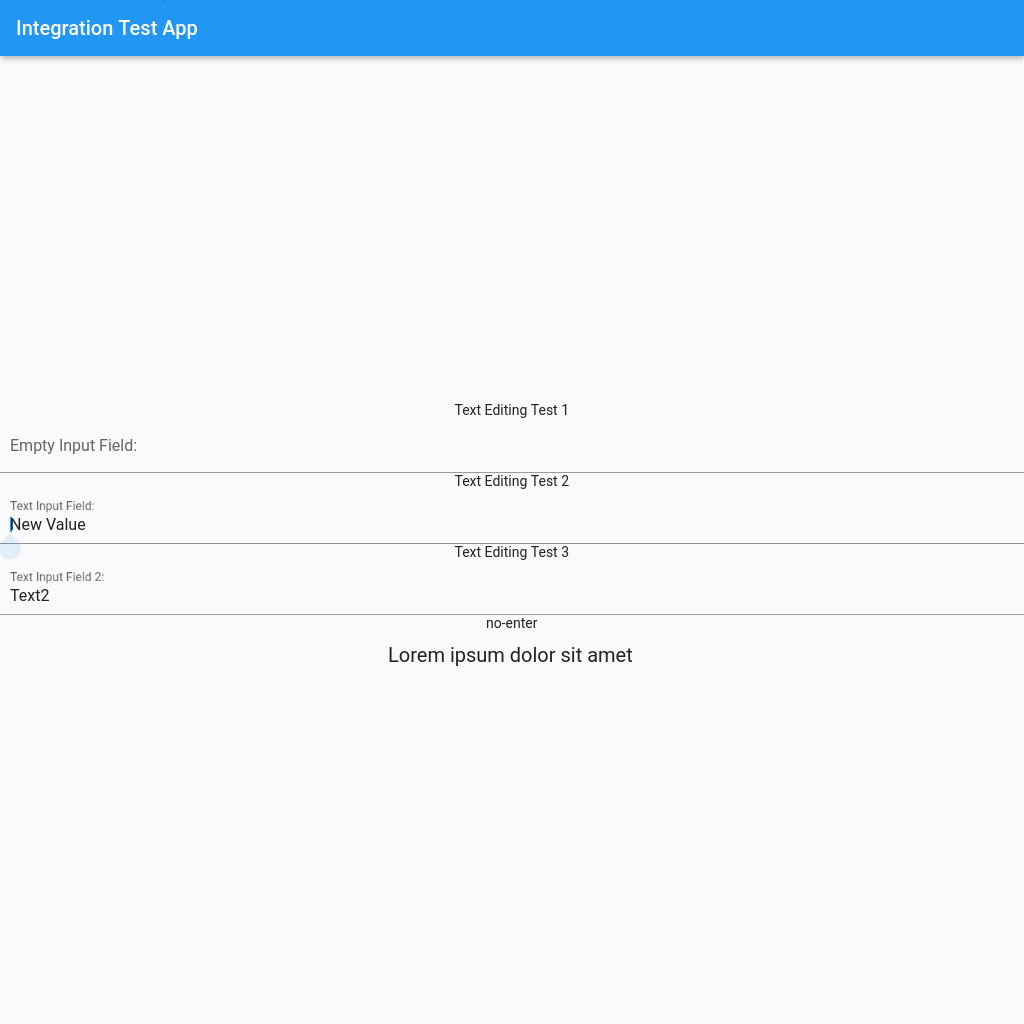 Integration Test App
Text Editing Test 1
Empty Input Field:
Text Editing Test 2
Text Input Field:
New Value
Text Editing Test 3
Text Input Field 2:
Text2
no-enter
Lorem ipsum dolor sit amet